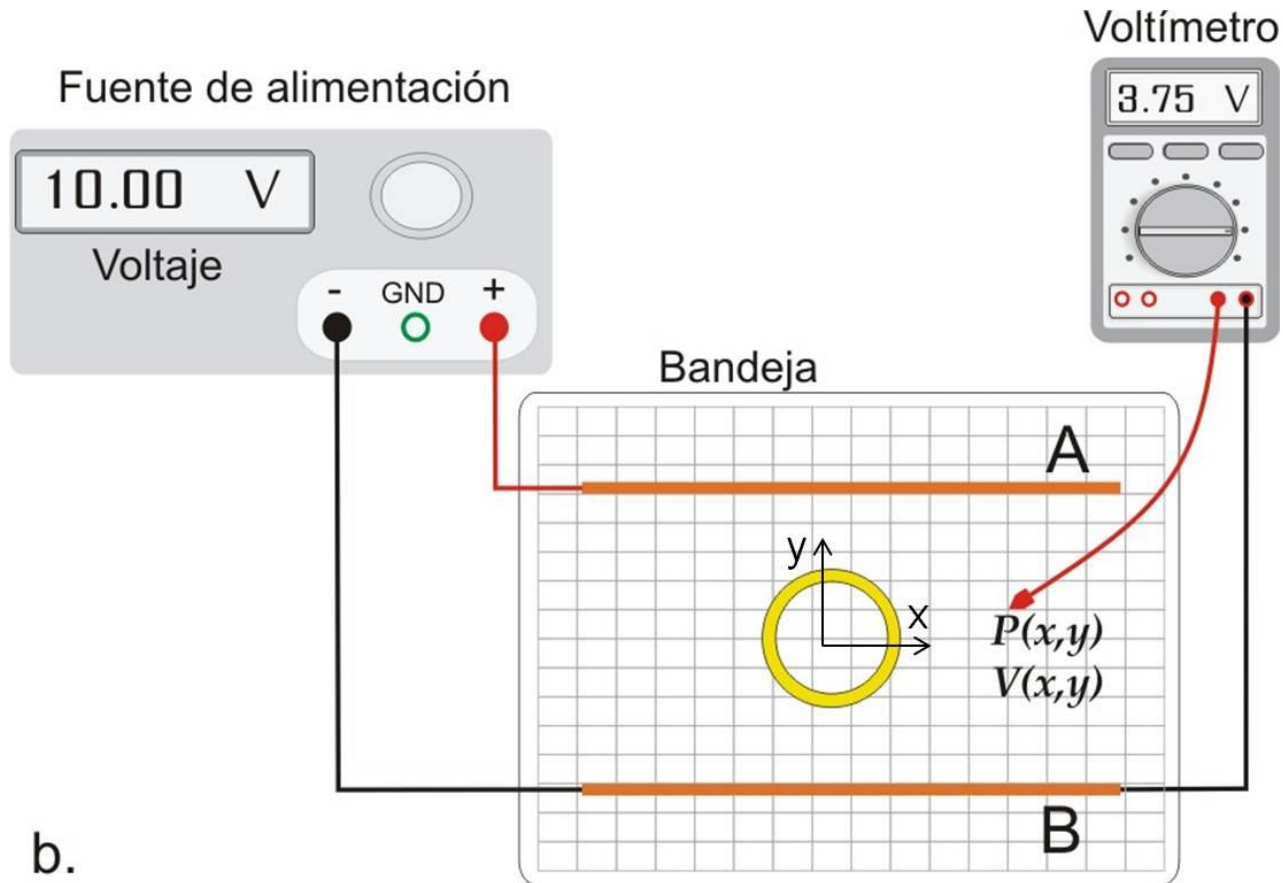 Voltímetro
3.75 V
Fuente de alimentación
10.00 V
Voltaje
- GND +
Bandeja
A
y
x
P(x,y)
V(x,y)
B
b.